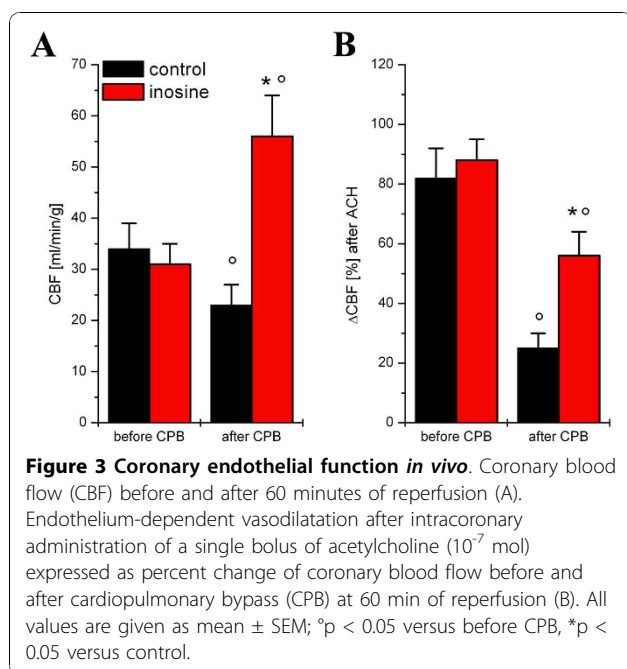 A
B
70
60
50
40
30
20
10
0
CBF [ml/min/g]
control
inosine
* °
°
before CPB
after CPB
120
100
80
60
40
20
0
ΔCBF [%] after ACH
* °
°
before CPB
after CPB
Figure 3 Coronary endothelial function in vivo. Coronary blood
flow (CBF) before and after 60 minutes of reperfusion (A).
Endothelium-dependent vasodilatation after intracoronary
administration of a single bolus of acetylcholine (10⁻⁷ mol)
expressed as percent change of coronary blood flow before and
after cardiopulmonary bypass (CPB) at 60 min of reperfusion (B). All
values are given as mean ± SEM; °p < 0.05 versus before CPB, *p <
0.05 versus control.